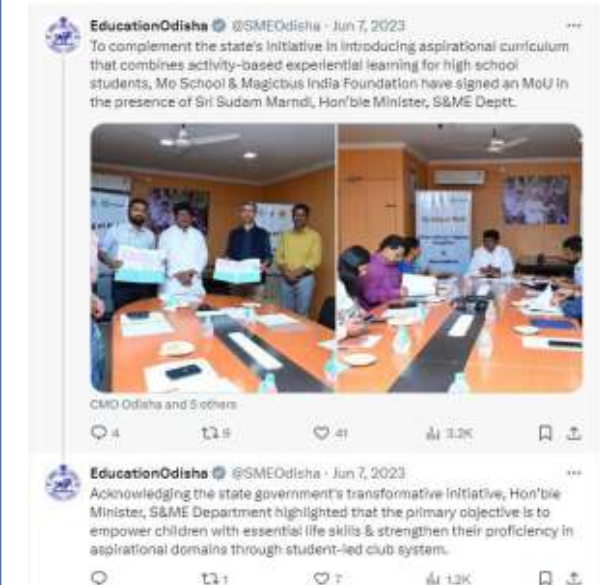 EducationOdisha @SMEOdisha · Jun 7, 2023
To complement the state's initiative in introducing aspirational curriculum
that combines activity-based experiential learning for high school
students, Mo School & Magicbus India Foundation have signed an MoU in
the presence of Sri Sudam Marndi, Hon'ble Minister, S&ME Deptt.
CMO Odisha and 5 others
4 9 41 3.2K
EducationOdisha @SMEOdisha · Jun 7, 2023
Acknowledging the state government's transformative initiative, Hon'ble
Minister, S&ME Department highlighted that the primary objective is to
empower children with essential life skills & strengthen their proficiency in
aspirational domains through student-led club system.
1 7 1.3K